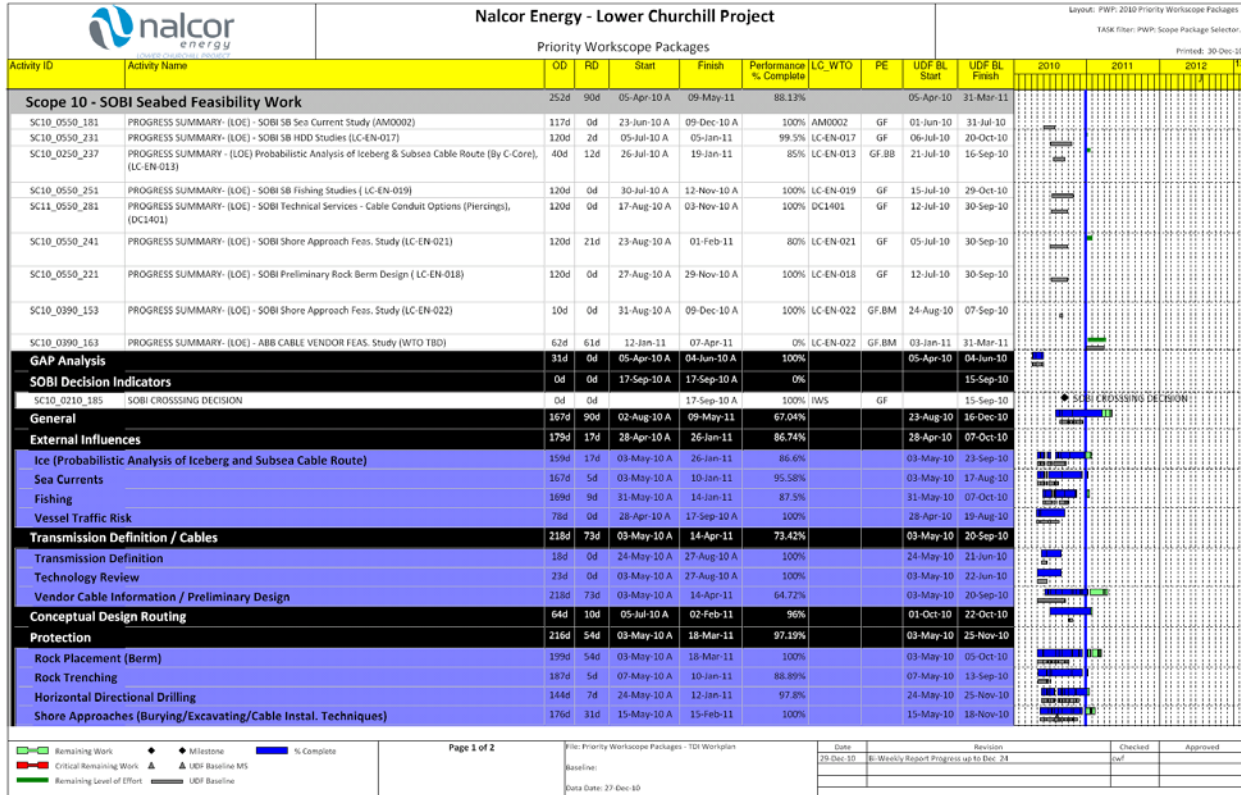 nalcor
energy
LOWER CHURCHILL PROJECT
Nalcor Energy - Lower Churchill Project
Priority Workscope Packages
Layout: PWP: 2010 Priority Workscope Packages
TASK filter: PWP: Scope Package Selector.
Printed: 30-Dec-10
Activity ID Activity Name OD RD Start Finish Performance % Complete LC_WTO PE UDF BL Start UDF BL Finish 2010 2011 2012
Scope 10 - SOBI Seabed Feasibility Work 252d 90d 05-Apr-10 A 09-May-11 88.13% 05-Apr-10 31-Mar-11
SC10_0550_181 PROGRESS SUMMARY- (LOE) - SOBI SB Sea Current Study (AM0002) 117d 0d 23-Jun-10 A 09-Dec-10 A 100% AM0002 GF 01-Jun-10 31-Jul-10
SC10_0550_231 PROGRESS SUMMARY- (LOE) - SOBI SB HDD Studies (LC-EN-017) 120d 2d 05-Jul-10 A 05-Jan-11 99.5% LC-EN-017 GF 06-Jul-10 20-Oct-10
SC10_0250_237 PROGRESS SUMMARY - (LOE) Probabilistic Analysis of Iceberg & Subsea Cable Route (By C-Core), 40d 12d 26-Jul-10 A 19-Jan-11 85% LC-EN-013 GF.BB 21-Jul-10 16-Sep-10
(LC-EN-013)
SC10_0550_251 PROGRESS SUMMARY- (LOE) - SOBI SB Fishing Studies ( LC-EN-019) 120d 0d 30-Jul-10 A 12-Nov-10 A 100% LC-EN-019 GF 15-Jul-10 29-Oct-10
SC11_0550_281 PROGRESS SUMMARY- (LOE) - SOBI Technical Services - Cable Conduit Options (Piercings), 120d 0d 17-Aug-10 A 03-Nov-10 A 100% DC1401 GF 12-Jul-10 30-Sep-10
(DC1401)
SC10_0550_241 PROGRESS SUMMARY- (LOE) - SOBI Shore Approach Feas. Study (LC-EN-021) 120d 21d 23-Aug-10 A 01-Feb-11 80% LC-EN-021 GF 05-Jul-10 30-Sep-10
SC10_0550_221 PROGRESS SUMMARY- (LOE) - SOBI Preliminary Rock Berm Design ( LC-EN-018) 120d 0d 27-Aug-10 A 29-Nov-10 A 100% LC-EN-018 GF 12-Jul-10 30-Sep-10
SC10_0390_153 PROGRESS SUMMARY- (LOE) - SOBI Shore Approach Feas. Study (LC-EN-022) 10d 0d 31-Aug-10 A 09-Dec-10 A 100% LC-EN-022 GF.BM 24-Aug-10 07-Sep-10
SC10_0390_163 PROGRESS SUMMARY- (LOE) - ABB CABLE VENDOR FEAS. Study (WTO TBD) 62d 61d 12-Jan-11 07-Apr-11 0% LC-EN-022 GF.BM 03-Jan-11 31-Mar-11
GAP Analysis 31d 0d 05-Apr-10 A 04-Jun-10 A 100% 05-Apr-10 04-Jun-10
SOBI Decision Indicators 0d 0d 17-Sep-10 A 17-Sep-10 A 0% 15-Sep-10
SC10_0210_185 SOBI CROSSSING DECISION 0d 0d 17-Sep-10 A 100% IWS GF 15-Sep-10 SOBI CROSSSING DECISION
General 167d 90d 02-Aug-10 A 09-May-11 67.04% 23-Aug-10 16-Dec-10
External Influences 179d 17d 28-Apr-10 A 26-Jan-11 86.74% 28-Apr-10 07-Oct-10
Ice (Probabilistic Analysis of Iceberg and Subsea Cable Route) 159d 17d 03-May-10 A 26-Jan-11 86.6% 03-May-10 23-Sep-10
Sea Currents 167d 5d 03-May-10 A 10-Jan-11 95.58% 03-May-10 17-Aug-10
Fishing 169d 9d 31-May-10 A 14-Jan-11 87.5% 31-May-10 07-Oct-10
Vessel Traffic Risk 78d 0d 28-Apr-10 A 17-Sep-10 A 100% 28-Apr-10 19-Aug-10
Transmission Definition / Cables 218d 73d 03-May-10 A 14-Apr-11 73.42% 03-May-10 20-Sep-10
Transmission Definition 18d 0d 24-May-10 A 27-Aug-10 A 100% 24-May-10 21-Jun-10
Technology Review 23d 0d 03-May-10 A 27-Aug-10 A 100% 03-May-10 22-Jun-10
Vendor Cable Information / Preliminary Design 218d 73d 03-May-10 A 14-Apr-11 64.72% 03-May-10 20-Sep-10
Conceptual Design Routing 64d 10d 05-Jul-10 A 02-Feb-11 96% 01-Oct-10 22-Oct-10
Protection 216d 54d 03-May-10 A 18-Mar-11 97.19% 03-May-10 25-Nov-10
Rock Placement (Berm) 199d 54d 03-May-10 A 18-Mar-11 100% 03-May-10 05-Oct-10
Rock Trenching 187d 5d 07-May-10 A 10-Jan-11 88.89% 07-May-10 13-Sep-10
Horizontal Directional Drilling 144d 7d 24-May-10 A 12-Jan-11 97.8% 24-May-10 25-Nov-10
Shore Approaches (Burying/Excavating/Cable Instal. Techniques) 176d 31d 15-May-10 A 15-Feb-11 100% 15-May-10 18-Nov-10
Remaining Work Milestone % Complete
Critical Remaining Work UDF Baseline MS
Remaining Level of Effort UDF Baseline
Page 1 of 2
File: Priority Workscope Packages - TDI Workplan
Baseline:
Data Date: 27-Dec-10
Date Revision Checked Approved
29-Dec-10 Bi-Weekly Report Progress up to Dec 24 cwf